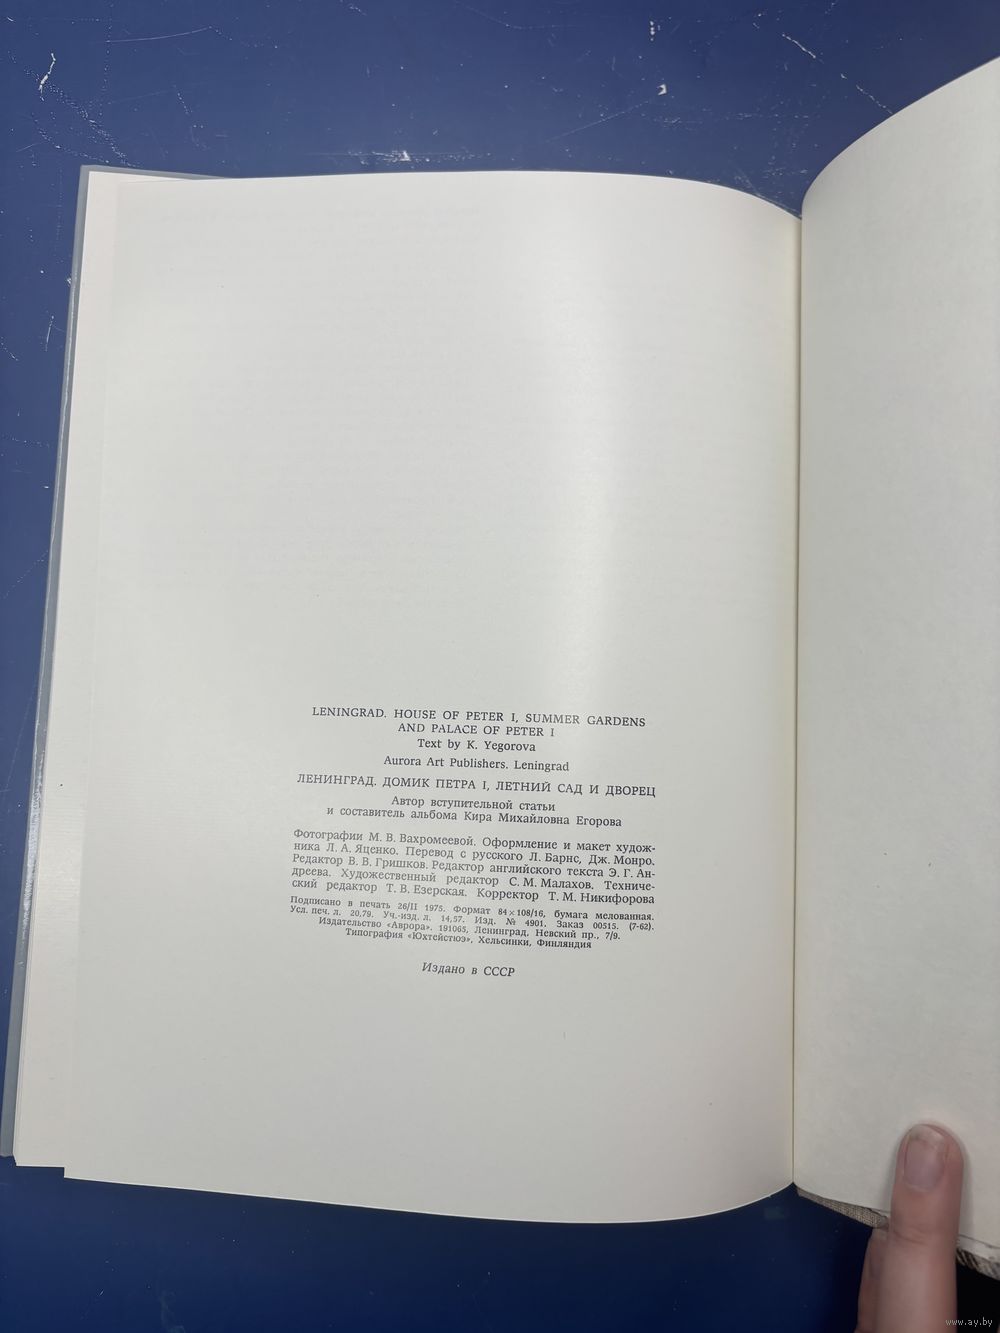 LENINGRAD. HOUSE OF PETER I, SUMMER GARDENS
AND PALACE OF PETER I
Text by K. Yegorova
Aurora Art Publishers. Leningrad
ЛЕНИНГРАД. ДОМИК ПЕТРА I, ЛЕТНИЙ САД И ДВОРЕЦ
Автор вступительной статьи
и составитель альбома Кира Михайловна Егорова
Фотографии М. В. Вахромеевой. Оформление и макет худож-
ника Л. А. Яценко. Перевод с русского Л. Барнс, Дж. Монро.
Редактор В. В. Гришков. Редактор английского текста Э. Г. Ан-
дреева. Художественный редактор С. М. Малахов. Техниче-
ский редактор Т. В. Езерская. Корректор Т. М. Никифорова
Подписано в печать 26/II 1975. Формат 84×108/16, бумага мелованная.
Усл. печ. л. 20,79. Уч.-изд. л. 14,57. Изд. № 4901. Заказ 00515. (7-62).
Издательство «Аврора». 191065, Ленинград, Невский пр., 7/9.
Типография «Юхтейстюэ», Хельсинки, Финляндия
Издано в СССР
www.ay.by